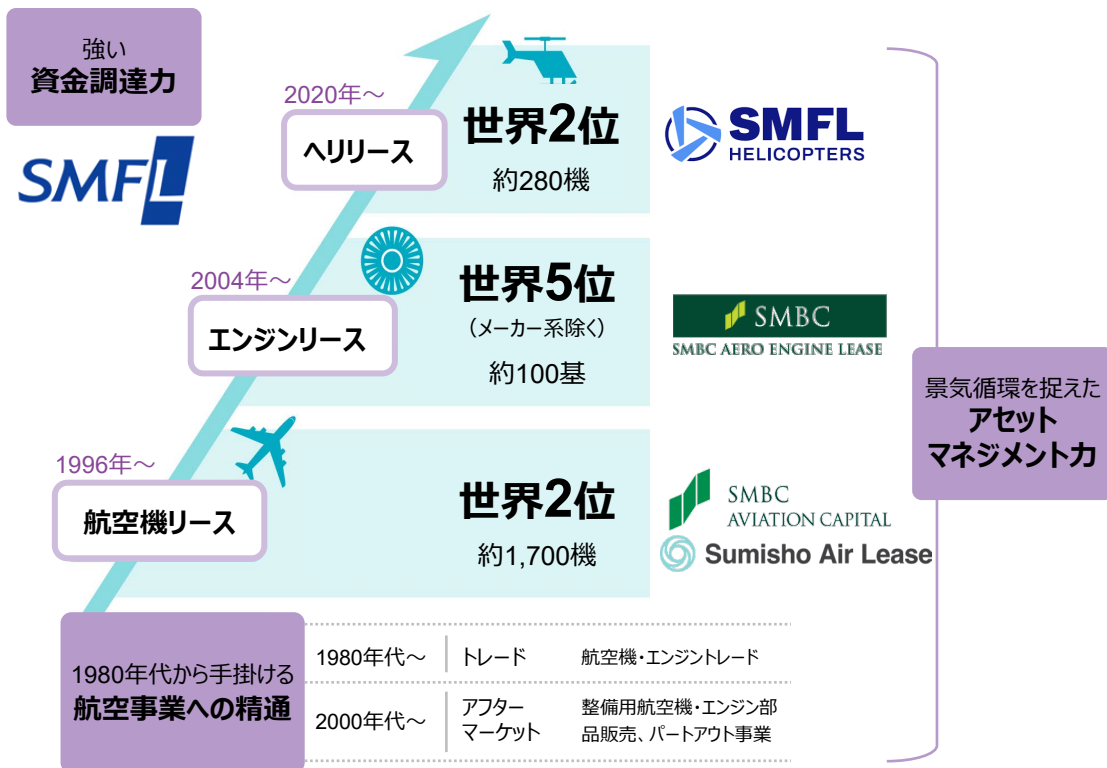 強い
資金調達力
SMFL
2020年～
ヘリリース
世界2位
約280機
SMFL
HELICOPTERS
2004年～
エンジンリース
世界5位
（メーカー系除く）
約100基
SMBC
SMBC AERO ENGINE LEASE
景気循環を捉えた
アセット
マネジメント力
1996年～
航空機リース
世界2位
約1,700機
SMBC
AVIATION CAPITAL
Sumisho Air Lease
1980年代から手掛ける
航空事業への精通
1980年代～
トレード
航空機・エンジントレード
2000年代～
アフター
マーケット
整備用航空機・エンジン部
品販売、パートアウト事業